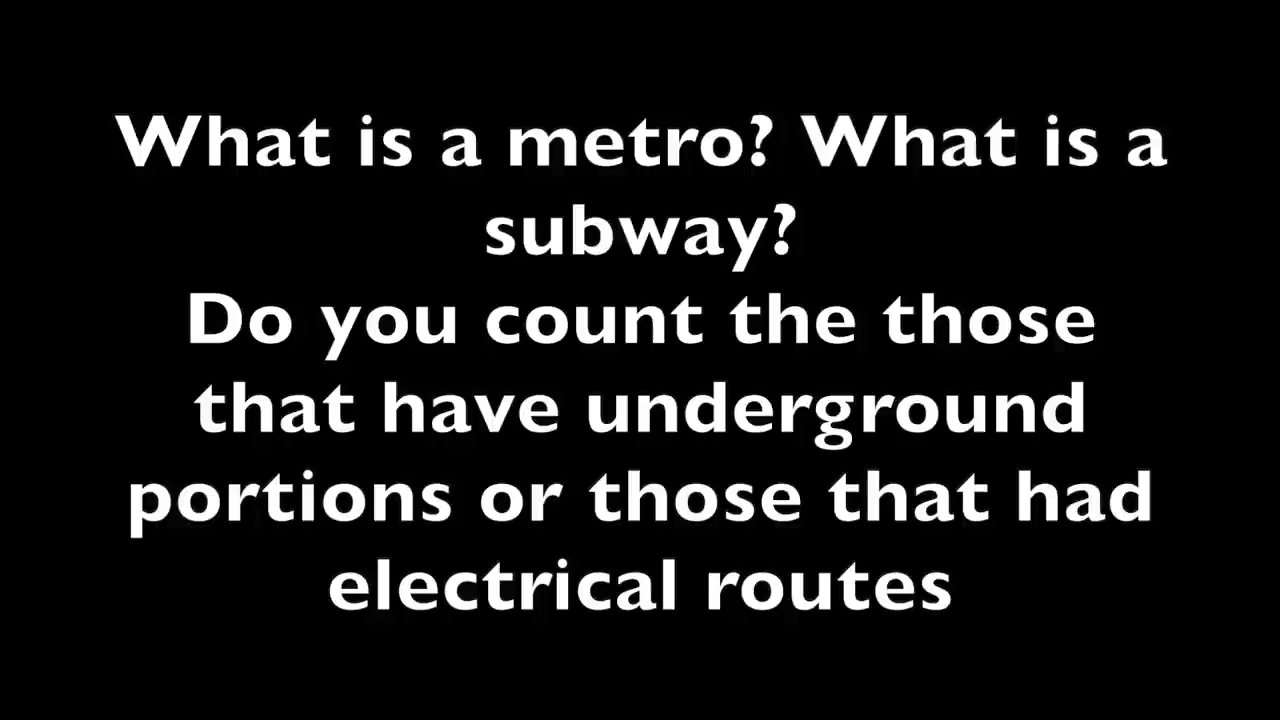 What is a metro? What is a
subway?
Do you count the those
that have underground
portions or those that had
electrical routes